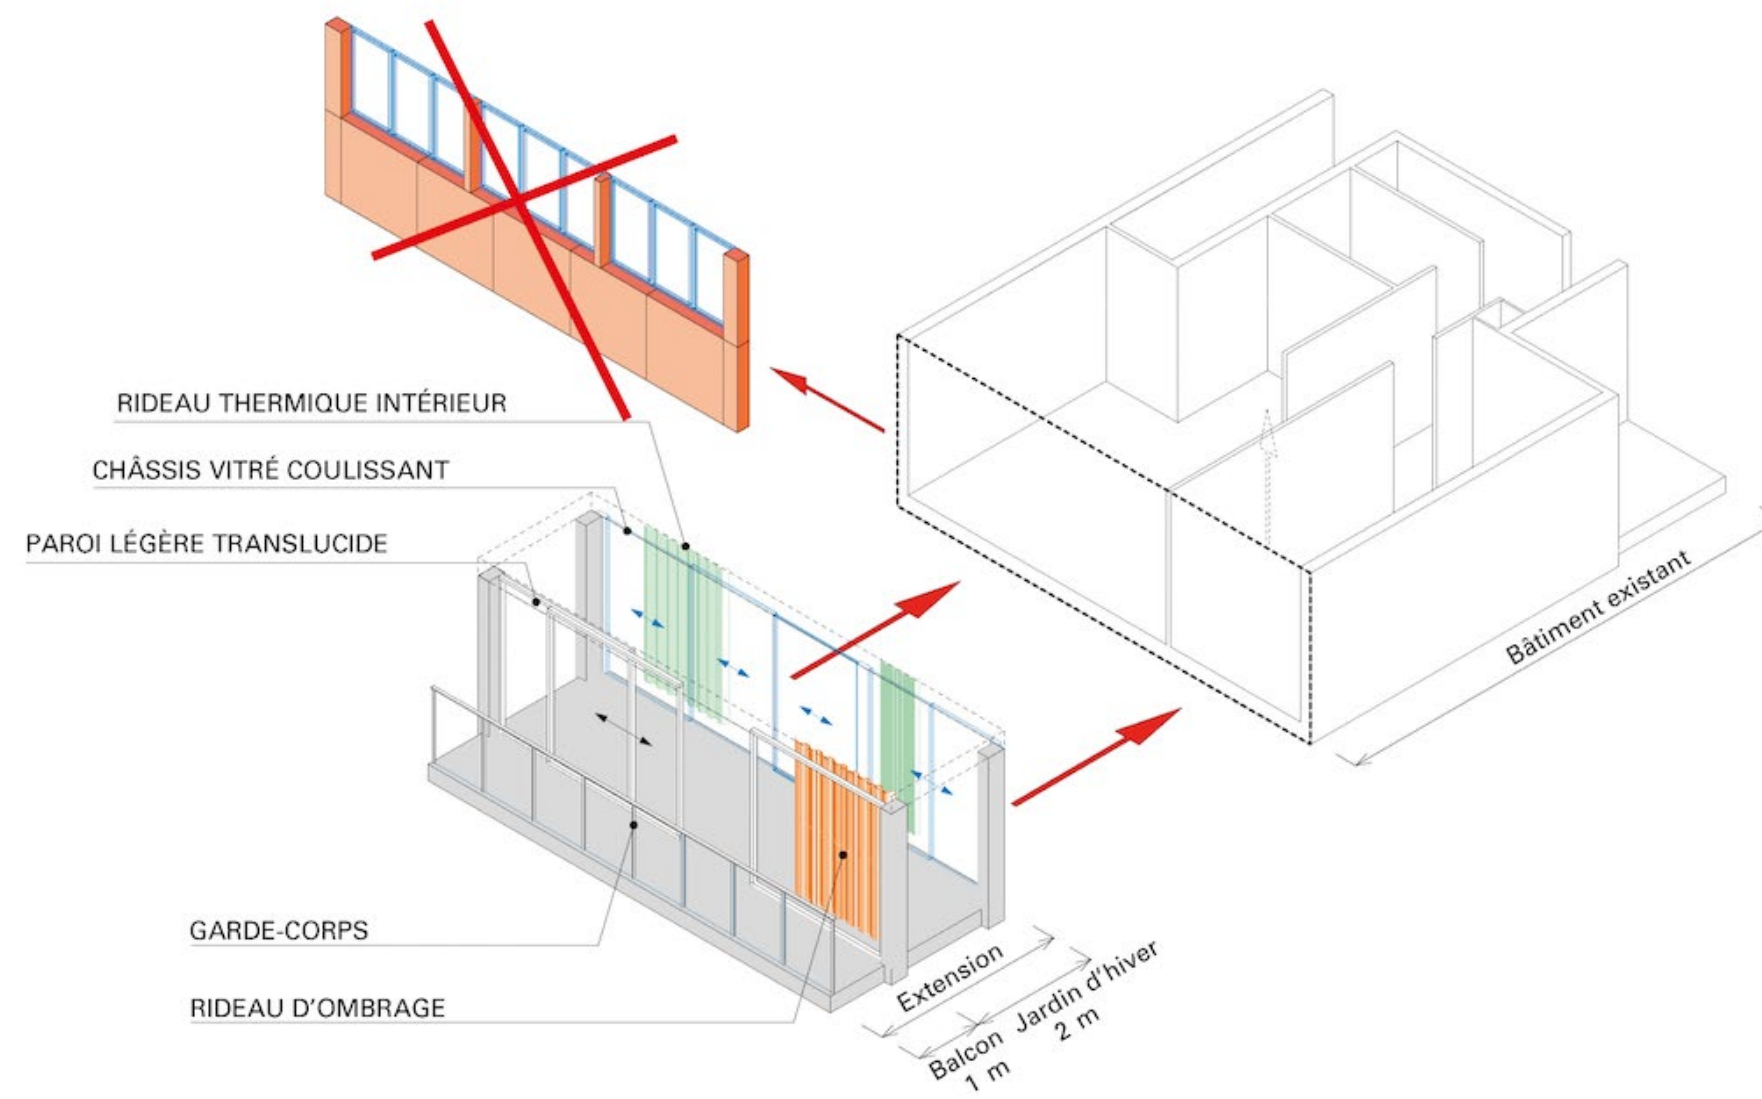 RIDEAU THERMIQUE INTÉRIEUR
CHÂSSIS VITRÉ COULISSANT
PAROI LÉGÈRE TRANSLUCIDE
Bâtiment existant
GARDE-CORPS
RIDEAU D'OMBRAGE
Extension
Jardin d'hiver
2 m
Balcon
1 m